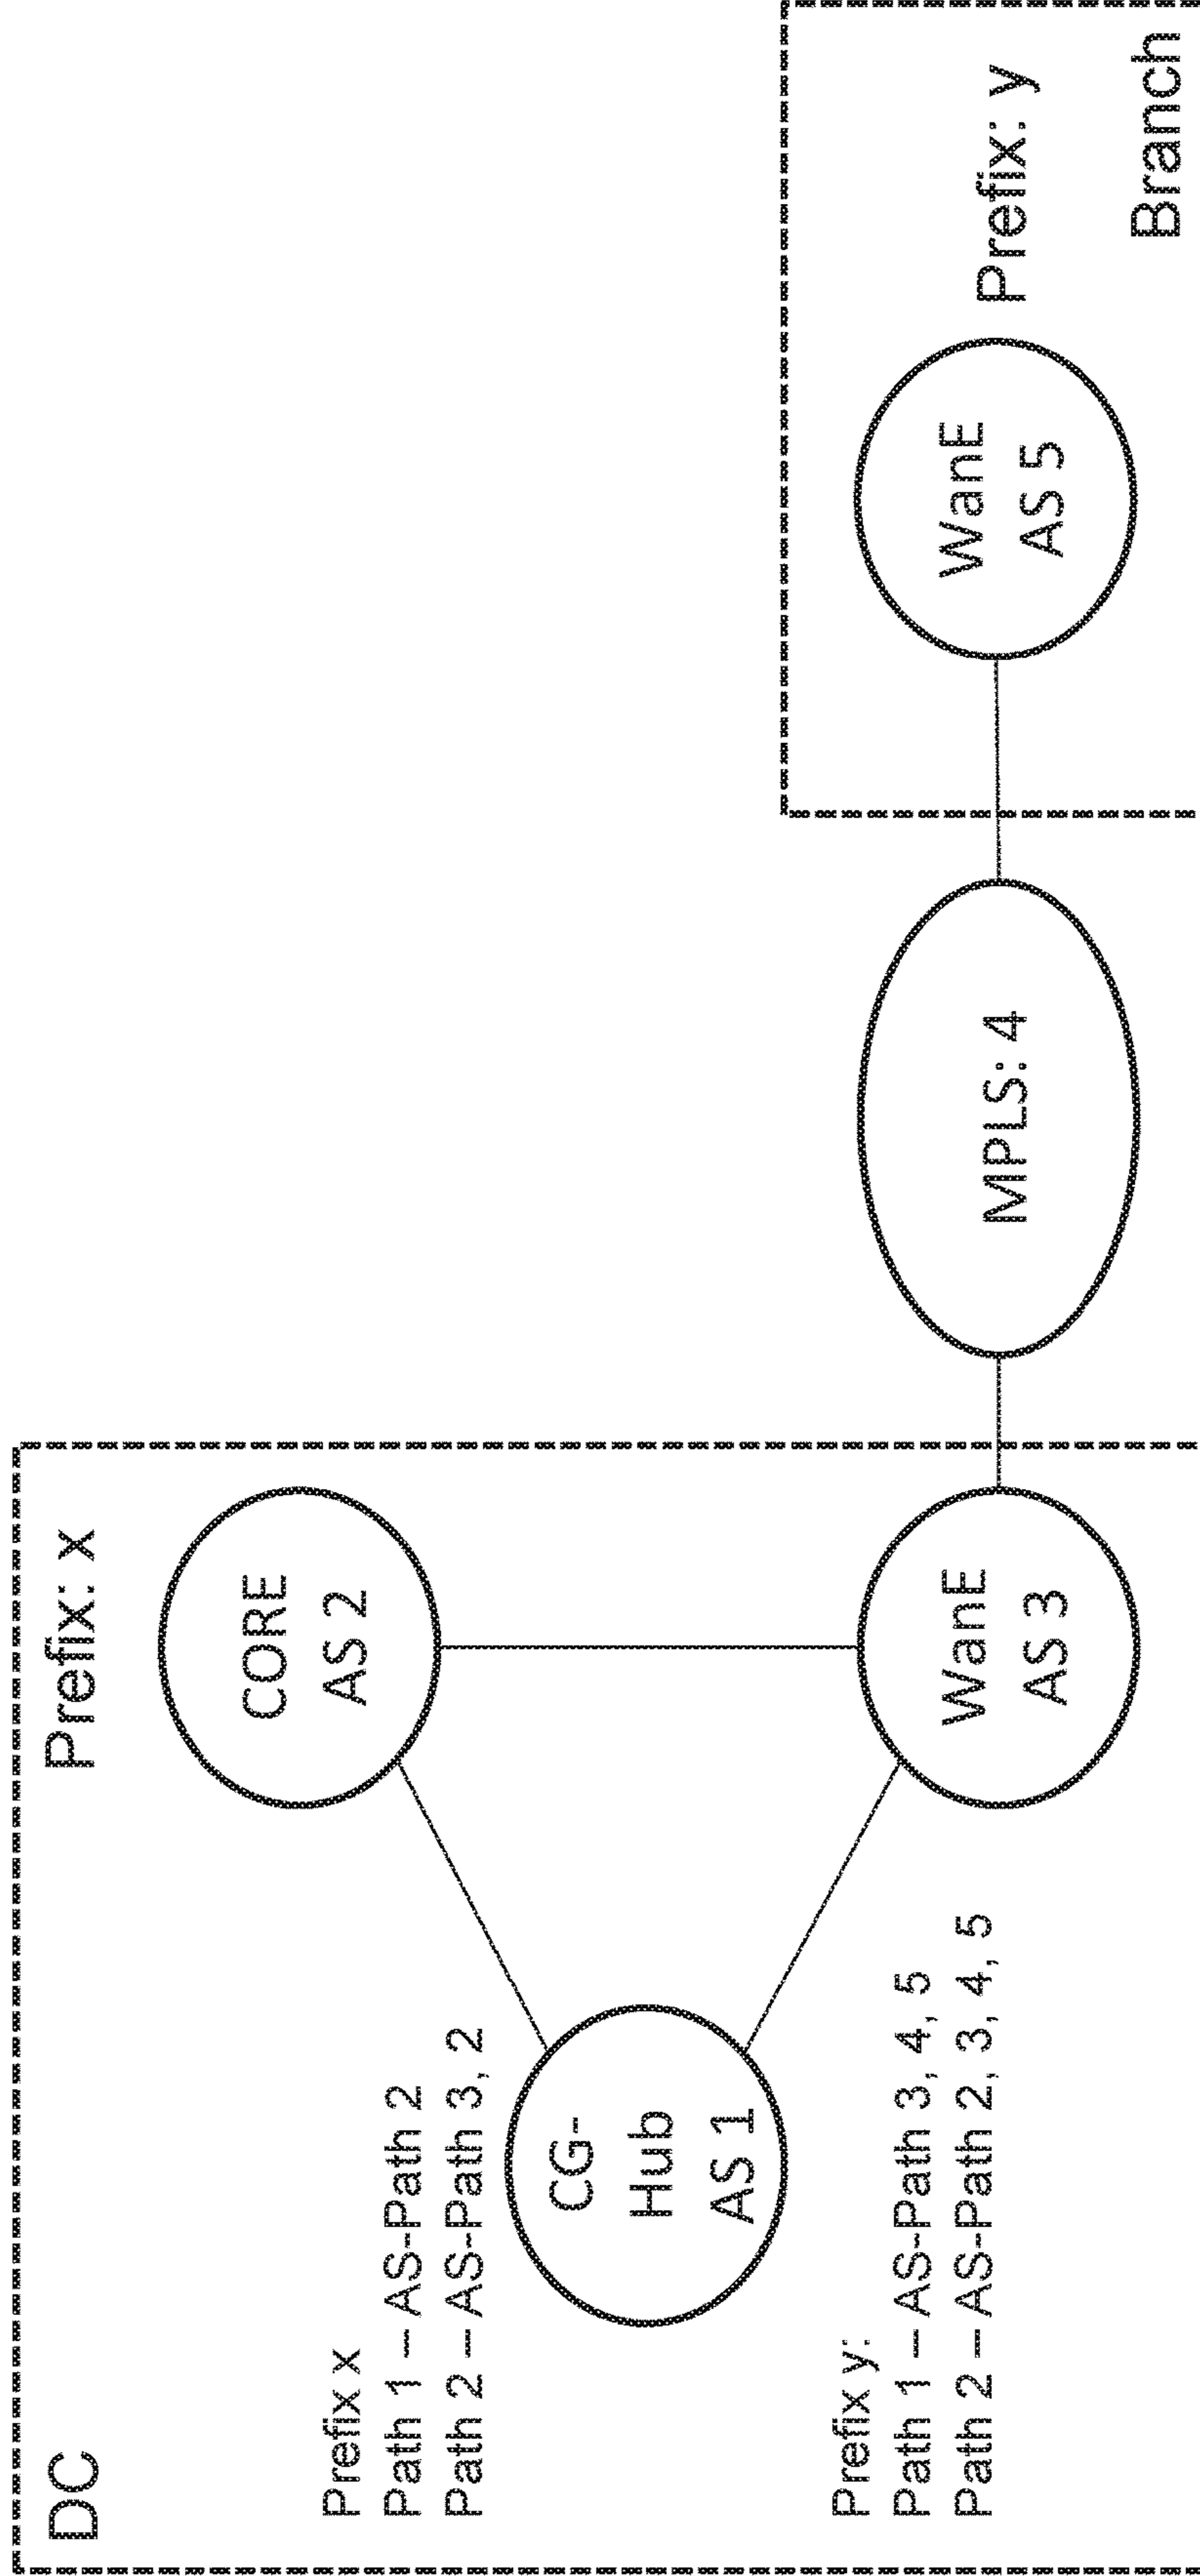 DC
Prefix: x
Prefix x
Path 1 – AS-Path 2
Path 2 – AS-Path 3, 2
CORE
AS 2
CG-
Hub
AS 1
Prefix y:
Path 1 – AS-Path 3, 4, 5
Path 2 – AS-Path 2, 3, 4, 5
WanE
AS 3
MPLS: 4
WanE
AS 5
Prefix: y
Branch